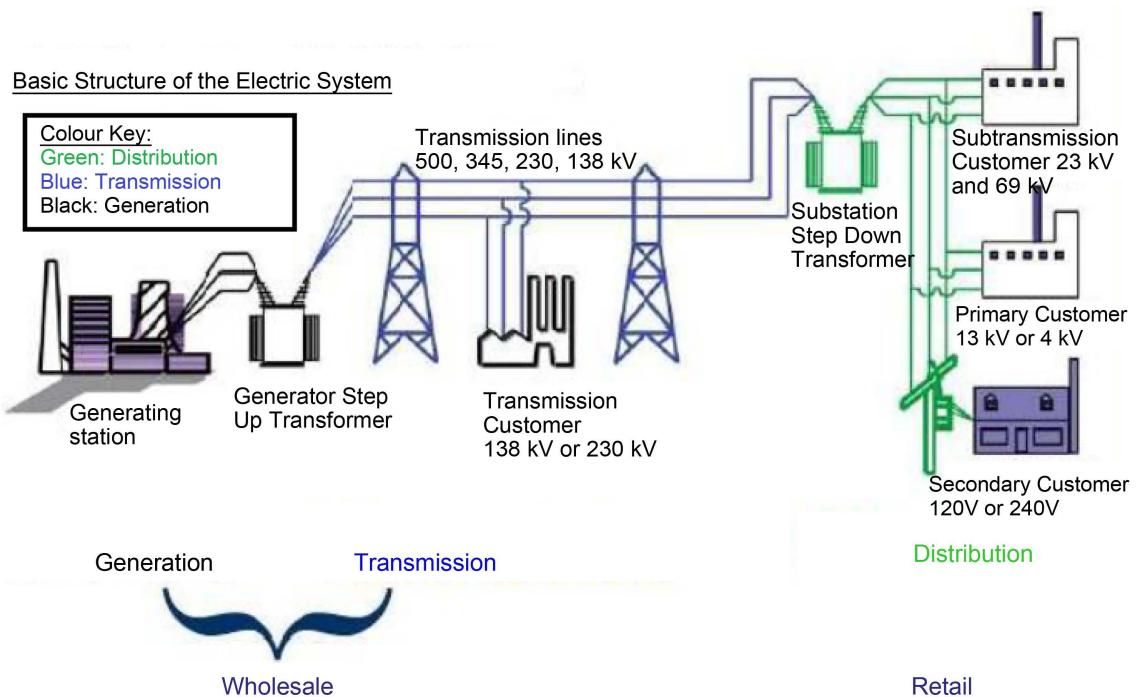 Basic Structure of the Electric System
Colour Key:
Green: Distribution
Blue: Transmission
Black: Generation
Transmission lines
500, 345, 230, 138 kV
Subtransmission
Customer 23 kV
and 69 kV
Substation
Step Down
Transformer
Primary Customer
13 kV or 4 kV
Generating
station
Generator Step
Up Transformer
Transmission
Customer
138 kV or 230 kV
Secondary Customer
120V or 240V
Generation
Transmission
Distribution
Wholesale
Retail